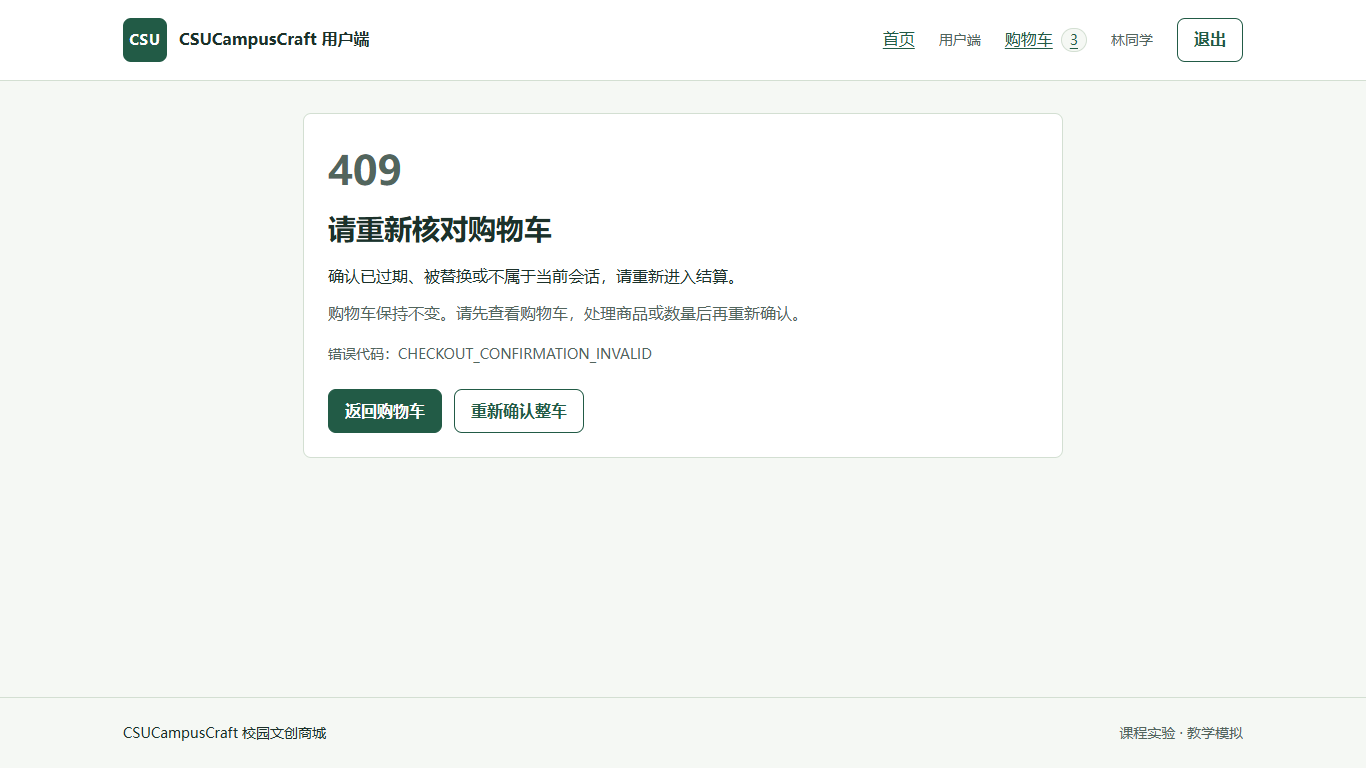 CSU CSUCampusCraft 用户端 首页 用户端 购物车 3 林同学 退出
409
请重新核对购物车
确认已过期、被替换或不属于当前会话，请重新进入结算。
购物车保持不变。请先查看购物车，处理商品或数量后再重新确认。
错误代码：CHECKOUT_CONFIRMATION_INVALID
返回购物车 重新确认整车
CSUCampusCraft 校园文创商城 课程实验 · 教学模拟